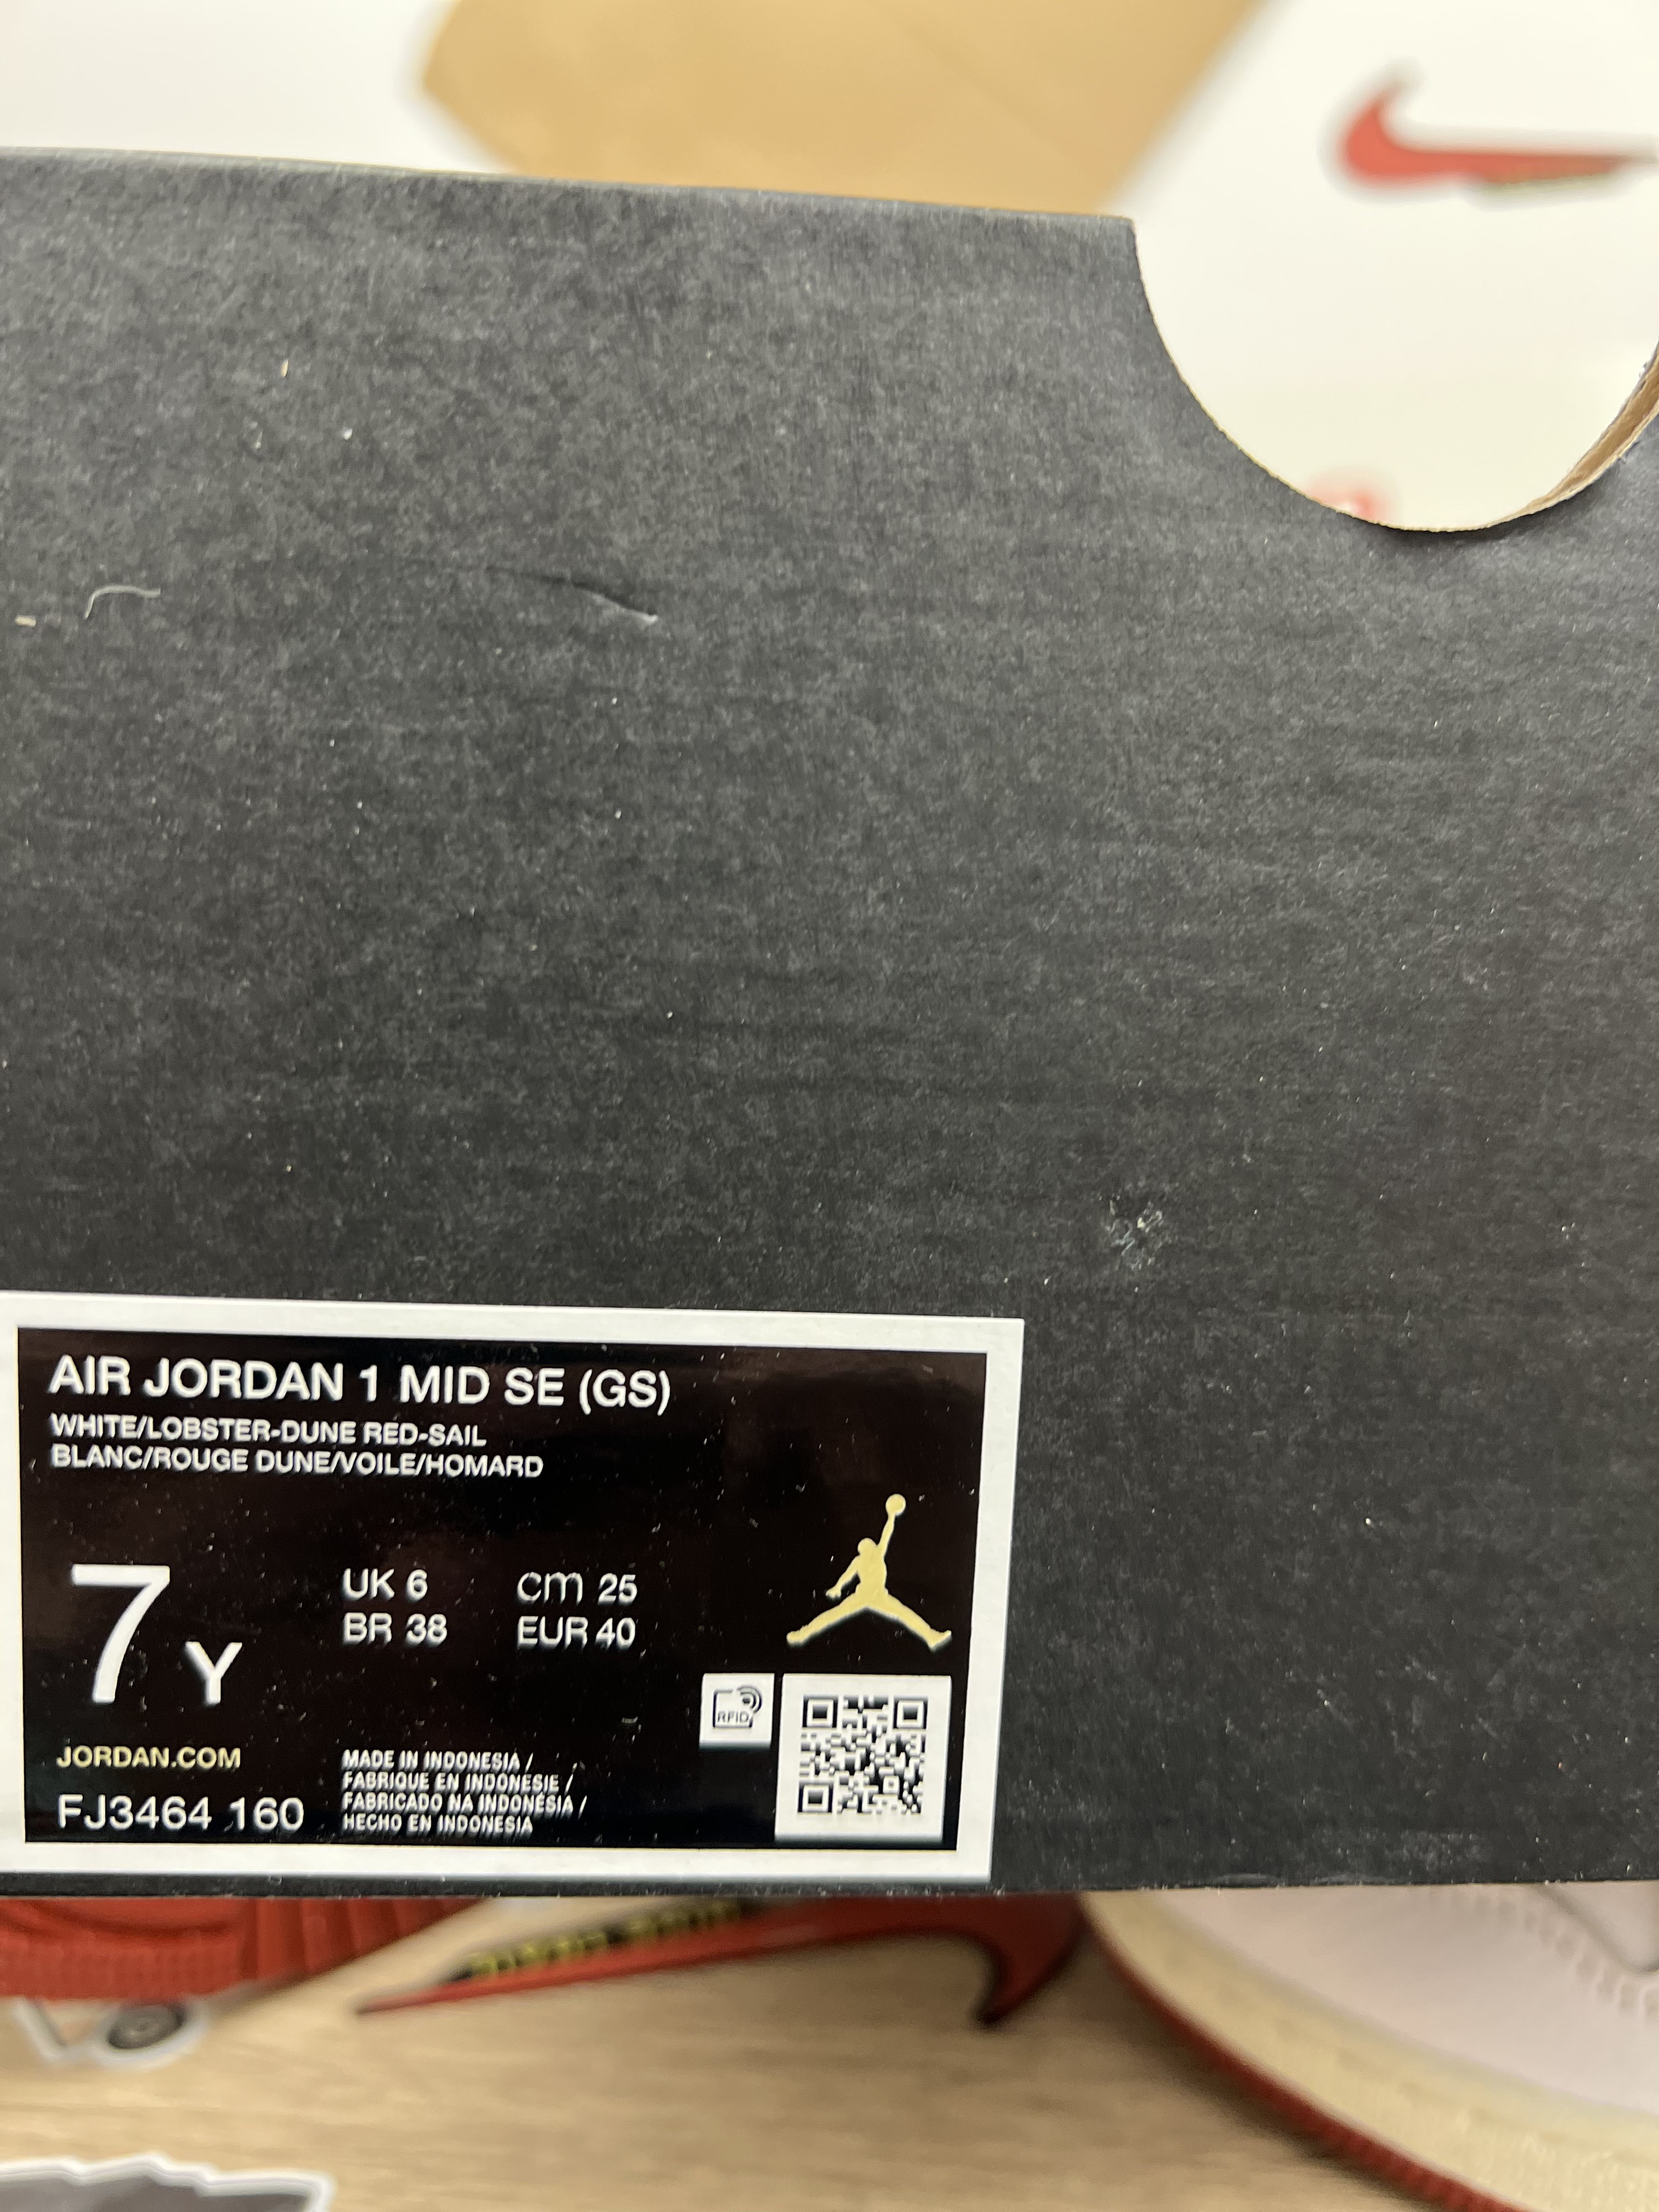 AIR JORDAN 1 MID SE (GS)
WHITE/LOBSTER-DUNE RED-SAIL
BLANC/ROUGE DUNE/VOILE/HOMARD
7 Y
UK 6
cm 25
BR 38
EUR 40
RFID
JORDAN.COM
FJ3464 160
MADE IN INDONESIA /
FABRIQUE EN INDONESIE /
FABRICADO NA INDONÉSIA /
HECHO EN INDONESIA